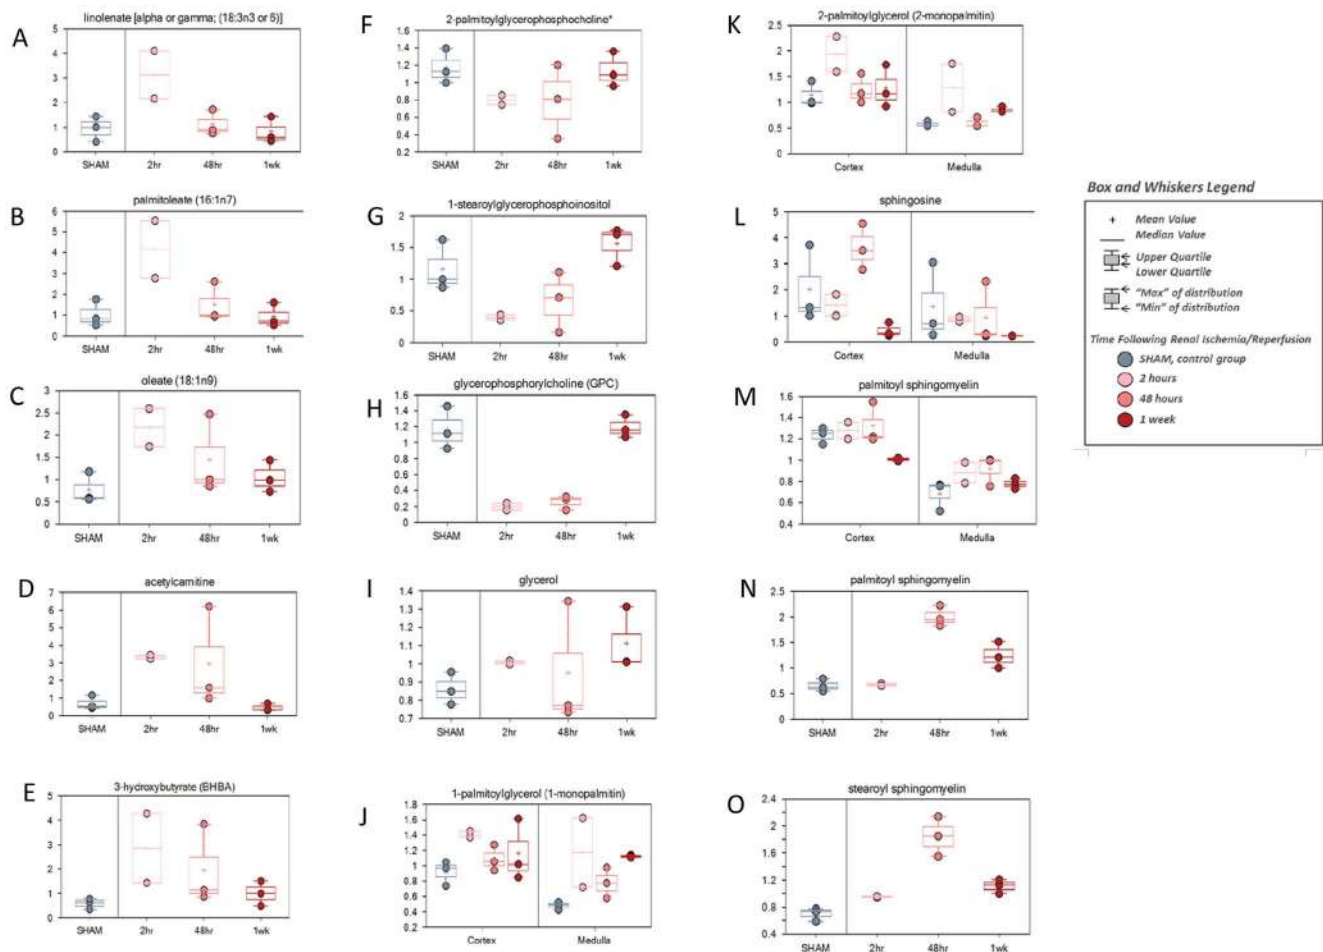 A
linolenate [alpha or gamma; (18:3n3 or 6)]
5
4
3
2
1
0
SHAM 2hr 48hr 1wk
B
palmitoleate (16:1n7)
6
5
4
3
2
1
0
SHAM 2hr 48hr 1wk
C
oleate (18:1n9)
3
2.5
2
1.5
1
0.5
0
SHAM 2hr 48hr 1wk
D
acetylcarnitine
7
6
5
4
3
2
1
0
SHAM 2hr 48hr 1wk
E
3-hydroxybutyrate (BHBA)
5
4
3
2
1
0
SHAM 2hr 48hr 1wk
F
2-palmitoylglycerophosphocholine*
1.6
1.4
1.2
1
0.8
0.6
0.4
0.2
SHAM 2hr 48hr 1wk
G
1-stearoylglycerophosphoinositol
2
1.5
1
0.5
0
SHAM 2hr 48hr 1wk
H
glycerophosphorylcholine (GPC)
1.6
1.4
1.2
1
0.8
0.6
0.4
0.2
0
SHAM 2hr 48hr 1wk
I
glycerol
1.4
1.3
1.2
1.1
1
0.9
0.8
0.7
SHAM 2hr 48hr 1wk
J
1-palmitoylglycerol (1-monopalmitin)
1.8
1.6
1.4
1.2
1
0.8
0.6
0.4
0.2
Cortex Medulla
K
2-palmitoylglycerol (2-monopalmitin)
2.5
2
1.5
1
0.5
0
Cortex Medulla
L
sphingosine
5
4
3
2
1
0
Cortex Medulla
M
palmitoyl sphingomyelin
1.6
1.4
1.2
1
0.8
0.6
0.4
Cortex Medulla
N
palmitoyl sphingomyelin
2.5
2
1.5
1
0.5
0
SHAM 2hr 48hr 1wk
O
stearoyl sphingomyelin
2.4
2
1.6
1.2
0.8
0.4
SHAM 2hr 48hr 1wk
Box and Whiskers Legend
+ Mean Value
Median Value
Upper Quartile
Lower Quartile
"Max" of distribution
"Min" of distribution
Time Following Renal Ischemia/Reperfusion
SHAM, control group
2 hours
48 hours
1 week